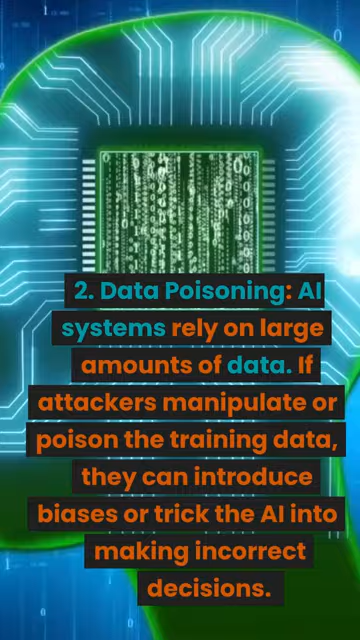 2. Data Poisoning: AI
systems rely on large
amounts of data. If
attackers manipulate or
poison the training data,
they can introduce
biases or trick the AI into
making incorrect
decisions.